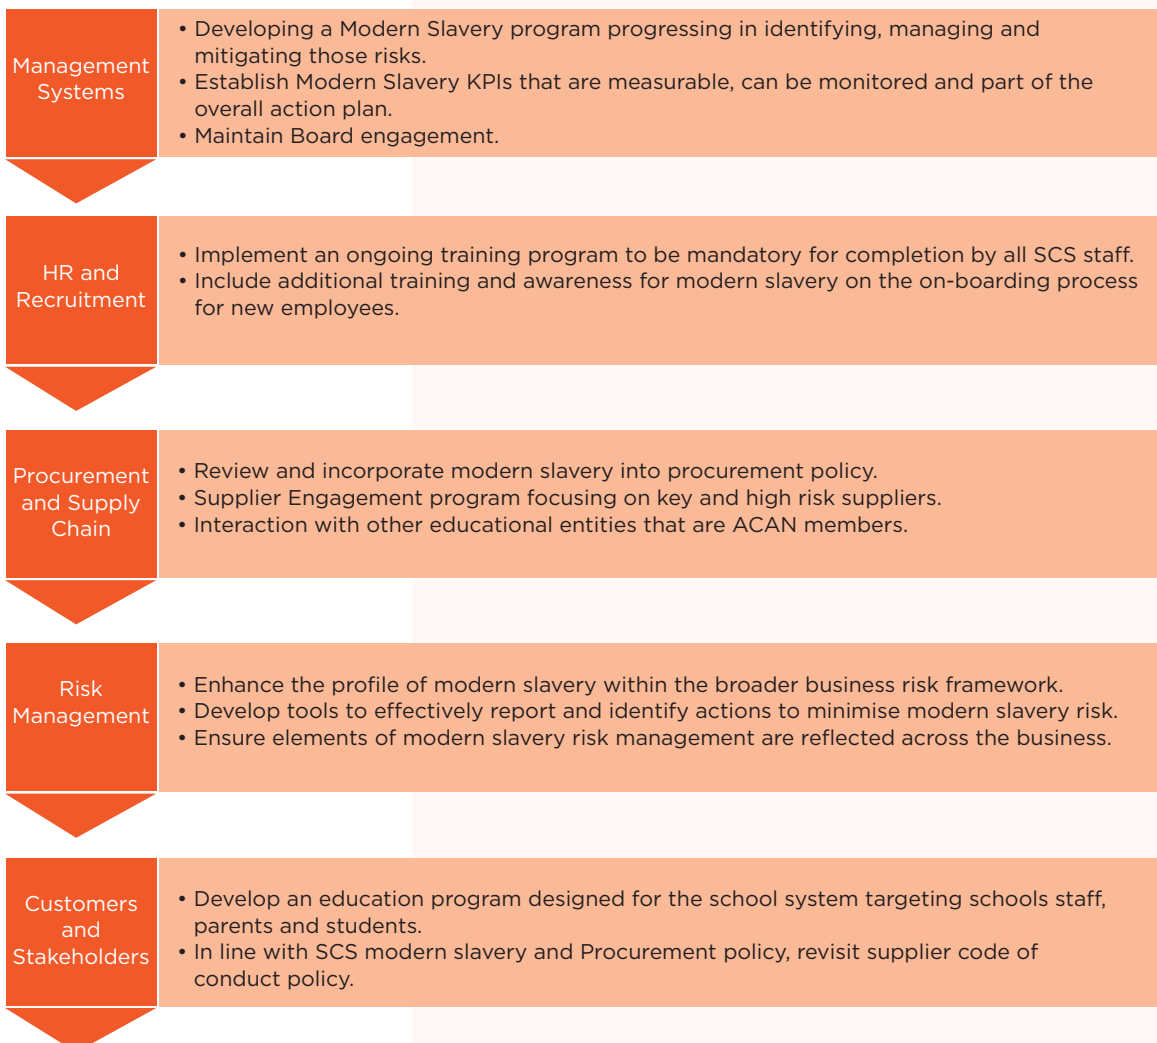 Management
Systems
• Developing a Modern Slavery program progressing in identifying, managing and
mitigating those risks.
• Establish Modern Slavery KPIs that are measurable, can be monitored and part of the
overall action plan.
• Maintain Board engagement.
HR and
Recruitment
• Implement an ongoing training program to be mandatory for completion by all SCS staff.
• Include additional training and awareness for modern slavery on the on-boarding process
for new employees.
Procurement
and Supply
Chain
• Review and incorporate modern slavery into procurement policy.
• Supplier Engagement program focusing on key and high risk suppliers.
• Interaction with other educational entities that are ACAN members.
Risk
Management
• Enhance the profile of modern slavery within the broader business risk framework.
• Develop tools to effectively report and identify actions to minimise modern slavery risk.
• Ensure elements of modern slavery risk management are reflected across the business.
Customers
and
Stakeholders
• Develop an education program designed for the school system targeting schools staff,
parents and students.
• In line with SCS modern slavery and Procurement policy, revisit supplier code of
conduct policy.